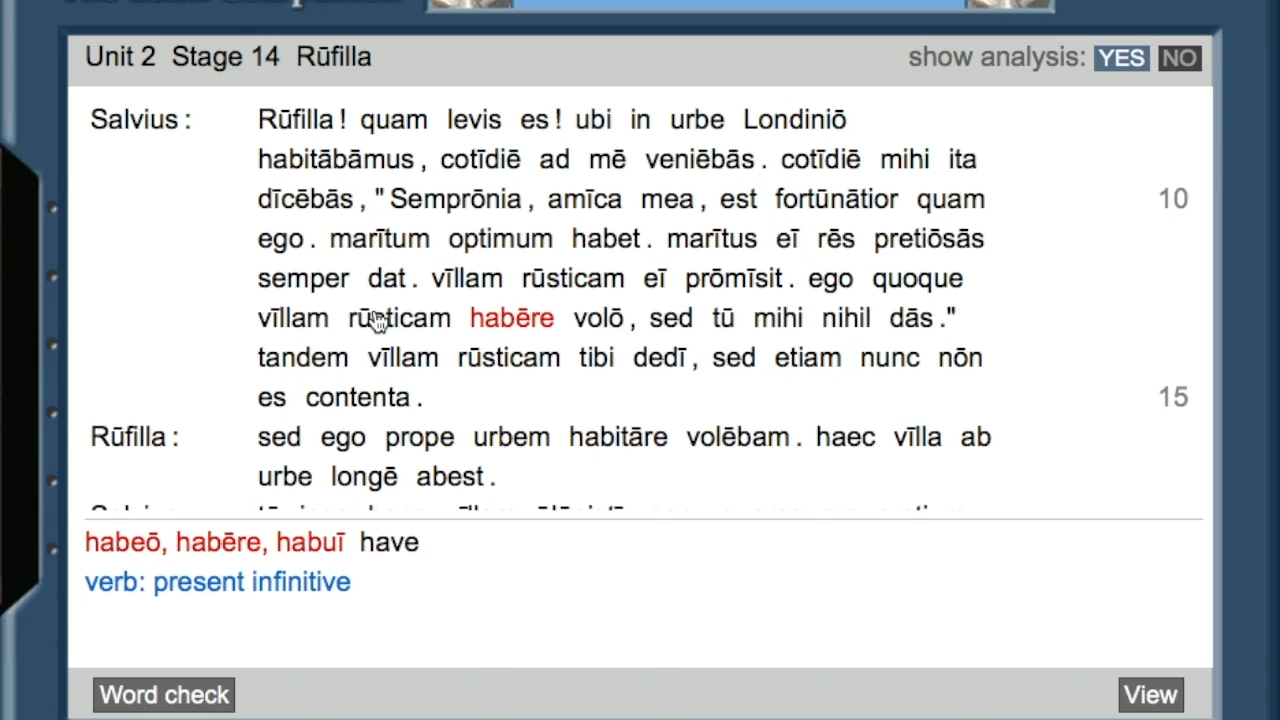 Unit 2 Stage 14 Rūfilla
show analysis: YES NO
Salvius : Rūfilla ! quam levis es ! ubi in urbe Londiniō
habitābāmus , cotīdiē ad mē veniēbās . cotīdiē mihi ita
dīcēbās , " Semprōnia , amīca mea , est fortūnātior quam 10
ego . marītum optimum habet . marītus eī rēs pretiōsās
semper dat . vīllam rūsticam eī prōmīsit . ego quoque
vīllam rūsticam habēre volō , sed tū mihi nihil dās ."
tandem vīllam rūsticam tibi dedī , sed etiam nunc nōn
es contenta . 15
Rūfilla : sed ego prope urbem habitāre volēbam . haec vīlla ab
urbe longē abest .
habeō, habēre, habuī have
verb: present infinitive
Word check
View